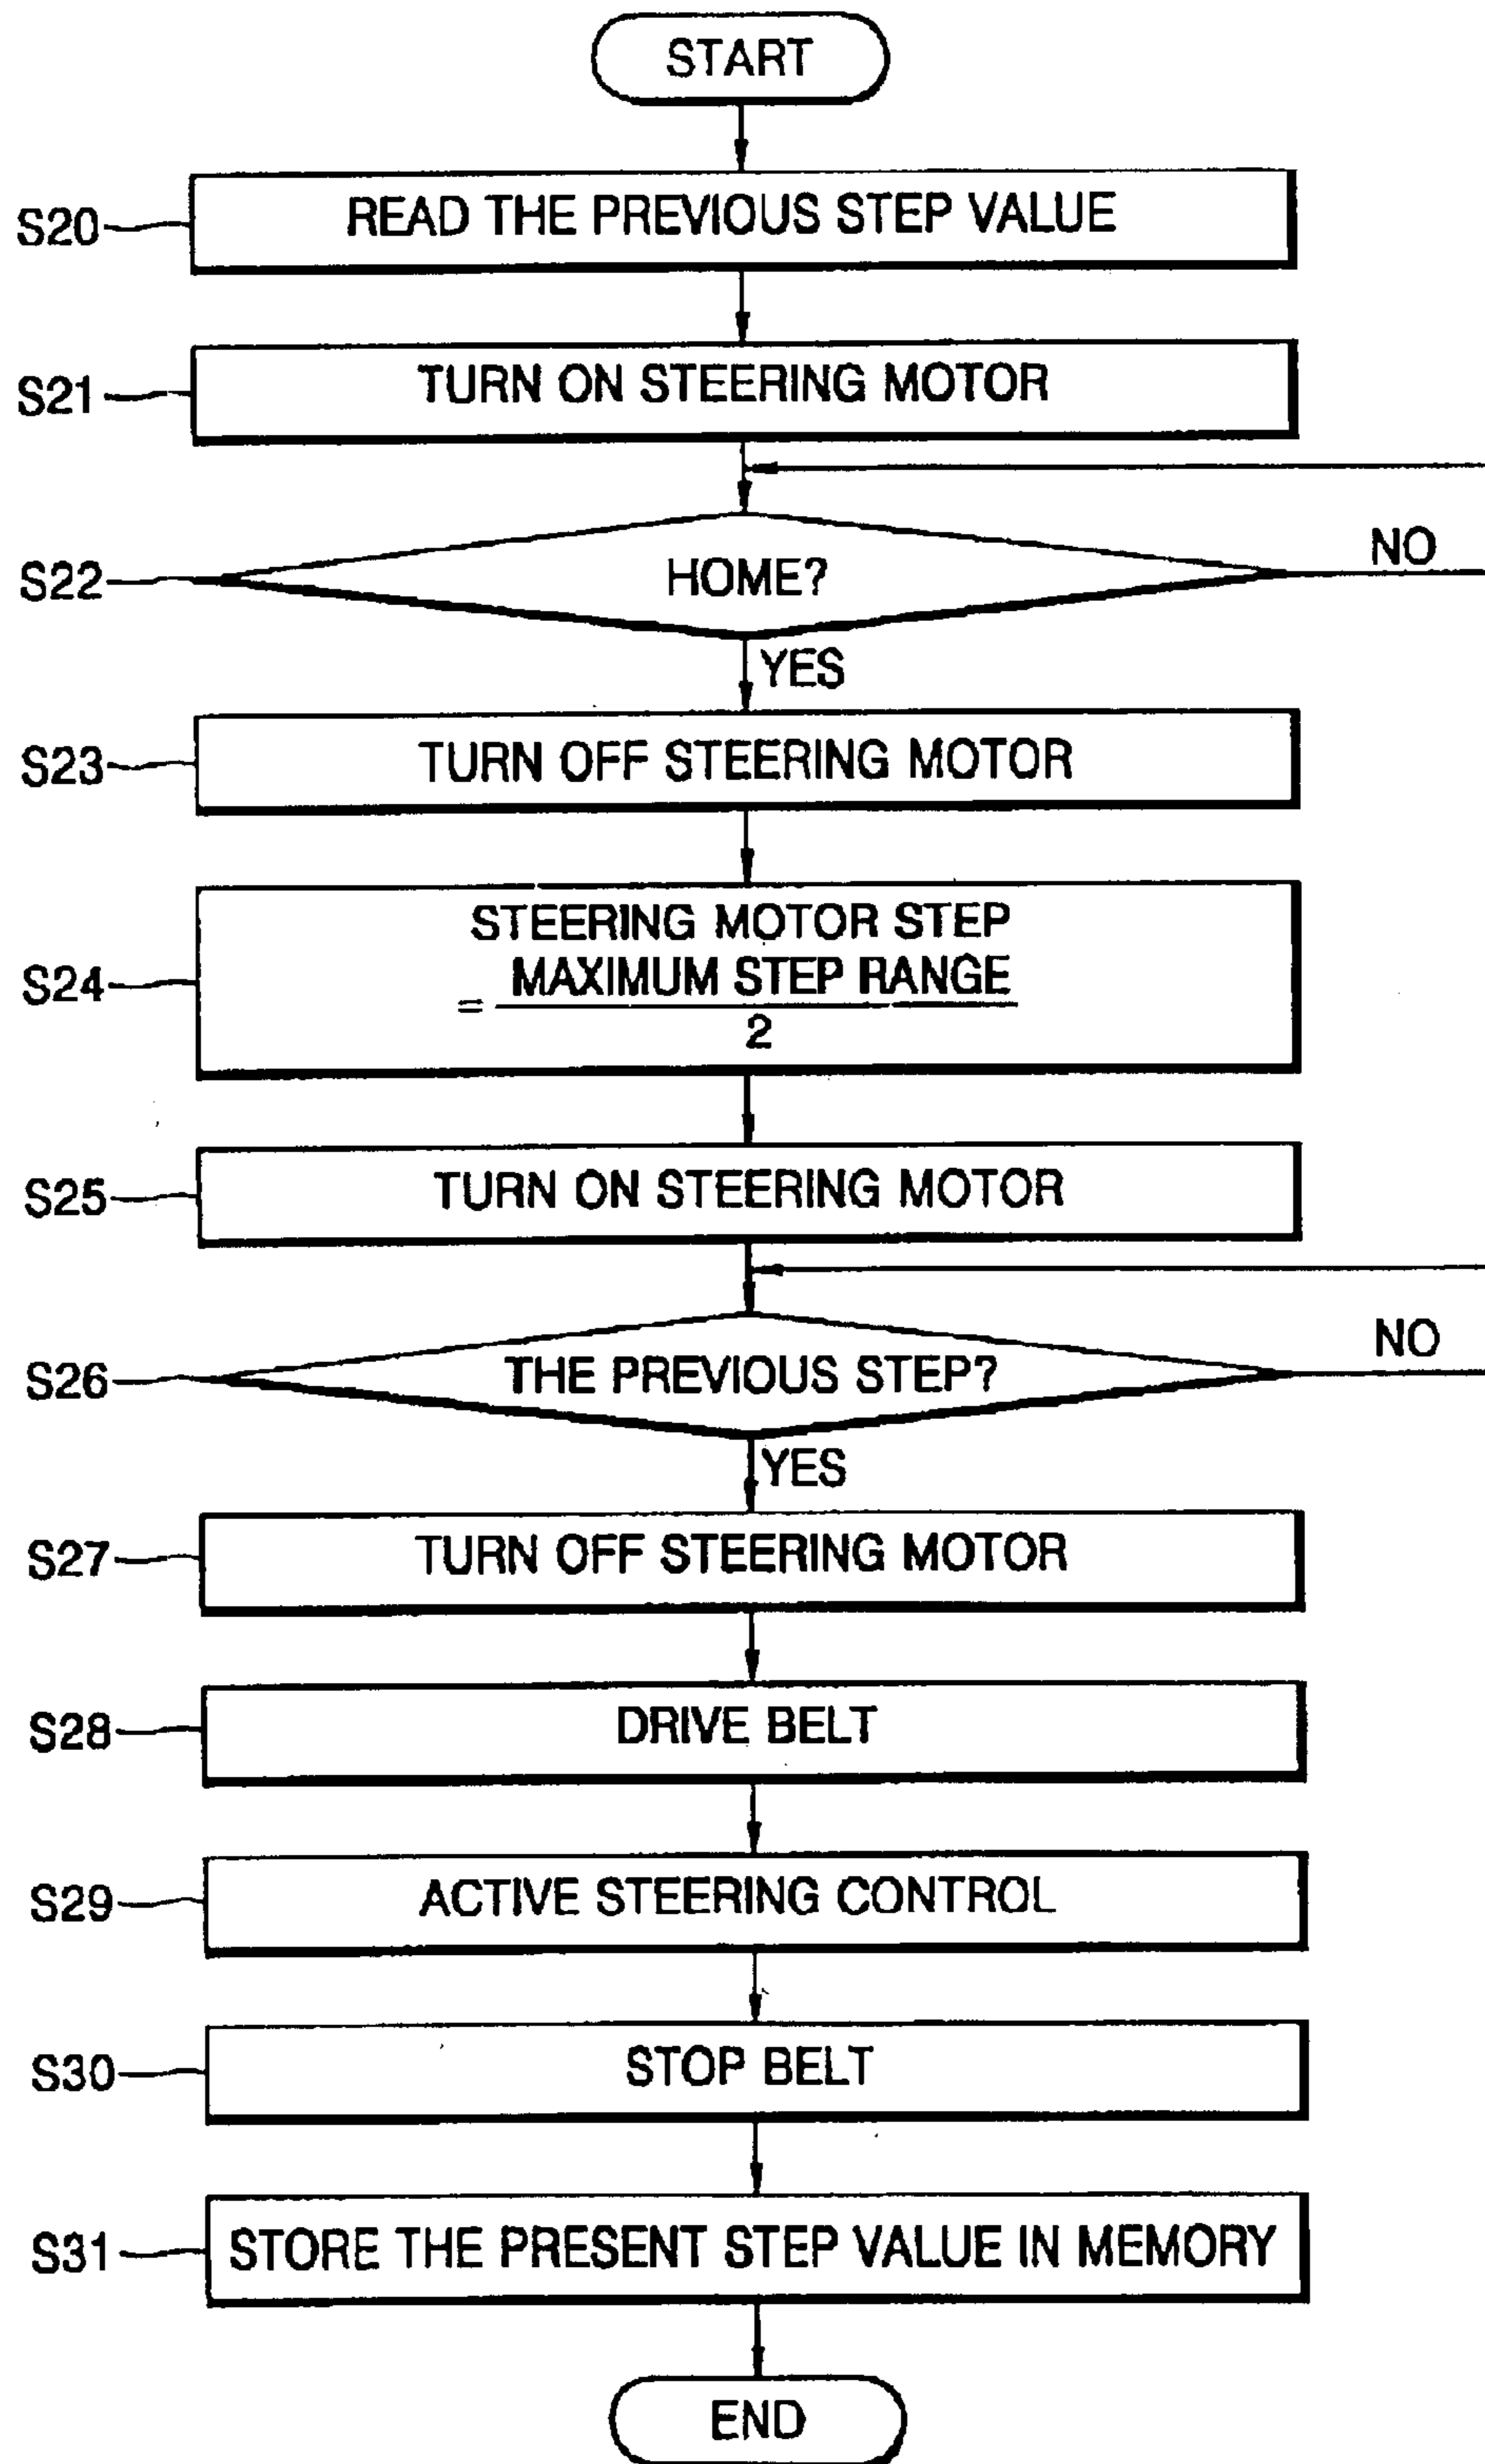 START
S20
READ THE PREVIOUS STEP VALUE
S21
TURN ON STEERING MOTOR
S22
HOME?
NO
YES
S23
TURN OFF STEERING MOTOR
S24
STEERING MOTOR STEP
= MAXIMUM STEP RANGE
2
S25
TURN ON STEERING MOTOR
S26
THE PREVIOUS STEP?
NO
YES
S27
TURN OFF STEERING MOTOR
S28
DRIVE BELT
S29
ACTIVE STEERING CONTROL
S30
STOP BELT
S31
STORE THE PRESENT STEP VALUE IN MEMORY
END